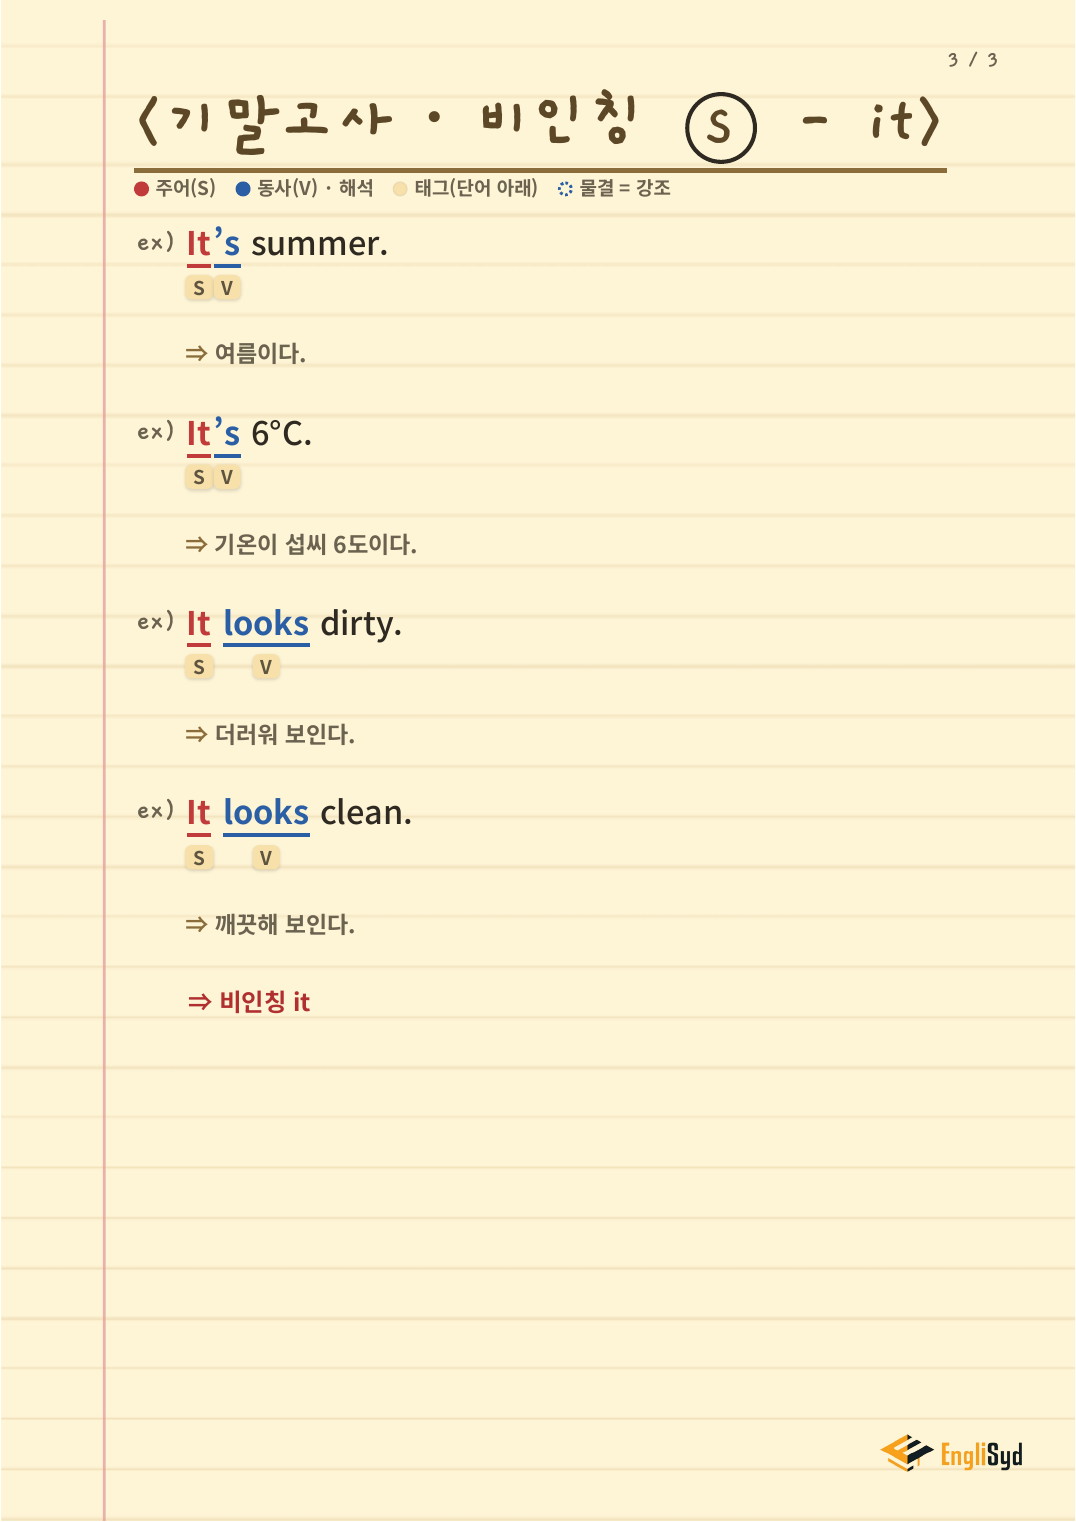 3 / 3
<기말고사 · 비인칭 S - it>
주어(S) 동사(V) · 해석 태그(단어 아래) 물결 = 강조
ex) It’s summer.
S V
⇒ 여름이다.
ex) It’s 6°C.
S V
⇒ 기온이 섭씨 6도이다.
ex) It looks dirty.
S V
⇒ 더러워 보인다.
ex) It looks clean.
S V
⇒ 깨끗해 보인다.
⇒ 비인칭 it
EngliSyd